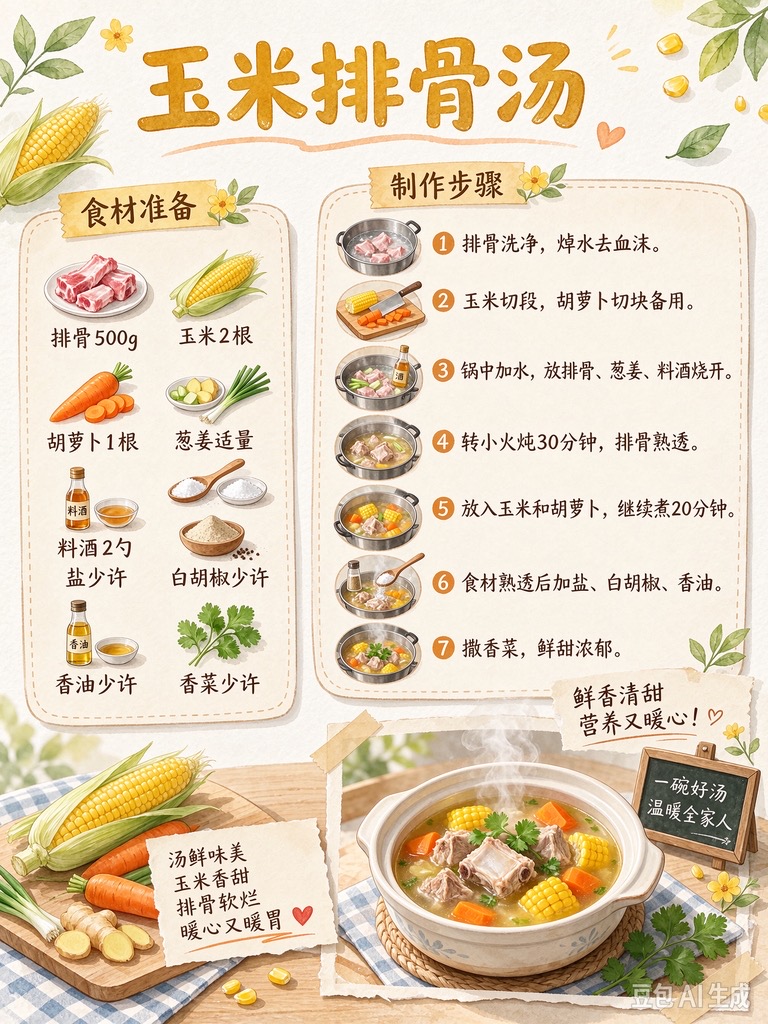 玉米排骨汤
食材准备
排骨500g
玉米2根
胡萝卜1根
葱姜适量
料酒
料酒2勺
盐少许
白胡椒少许
香油
香油少许
香菜少许
制作步骤
1 排骨洗净，焯水去血沫。
2 玉米切段，胡萝卜切块备用。
酒
3 锅中加水，放排骨、葱姜、料酒烧开。
4 转小火炖30分钟，排骨熟透。
5 放入玉米和胡萝卜，继续煮20分钟。
6 食材熟透后加盐、白胡椒、香油。
7 撒香菜，鲜甜浓郁。
鲜香清甜
营养又暖心！
一碗好汤
温暖全家人
汤鲜味美
玉米香甜
排骨软烂
暖心又暖胃
豆包AI生成